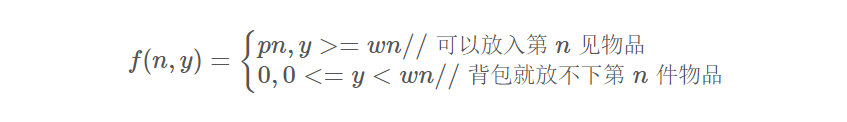 f(n, y) = { pn, y >= wn// 可以放入第 n 见物品
0, 0 <= y < wn// 背包就放不下第 n 件物品